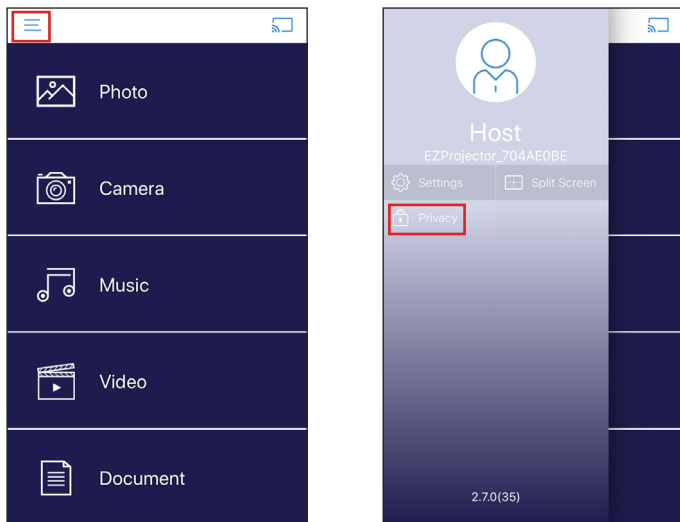 Photo
Camera
Music
Video
Document
Host
EZProjector_704AE0BE
Settings
Split Screen
Privacy
2.7.0(35)